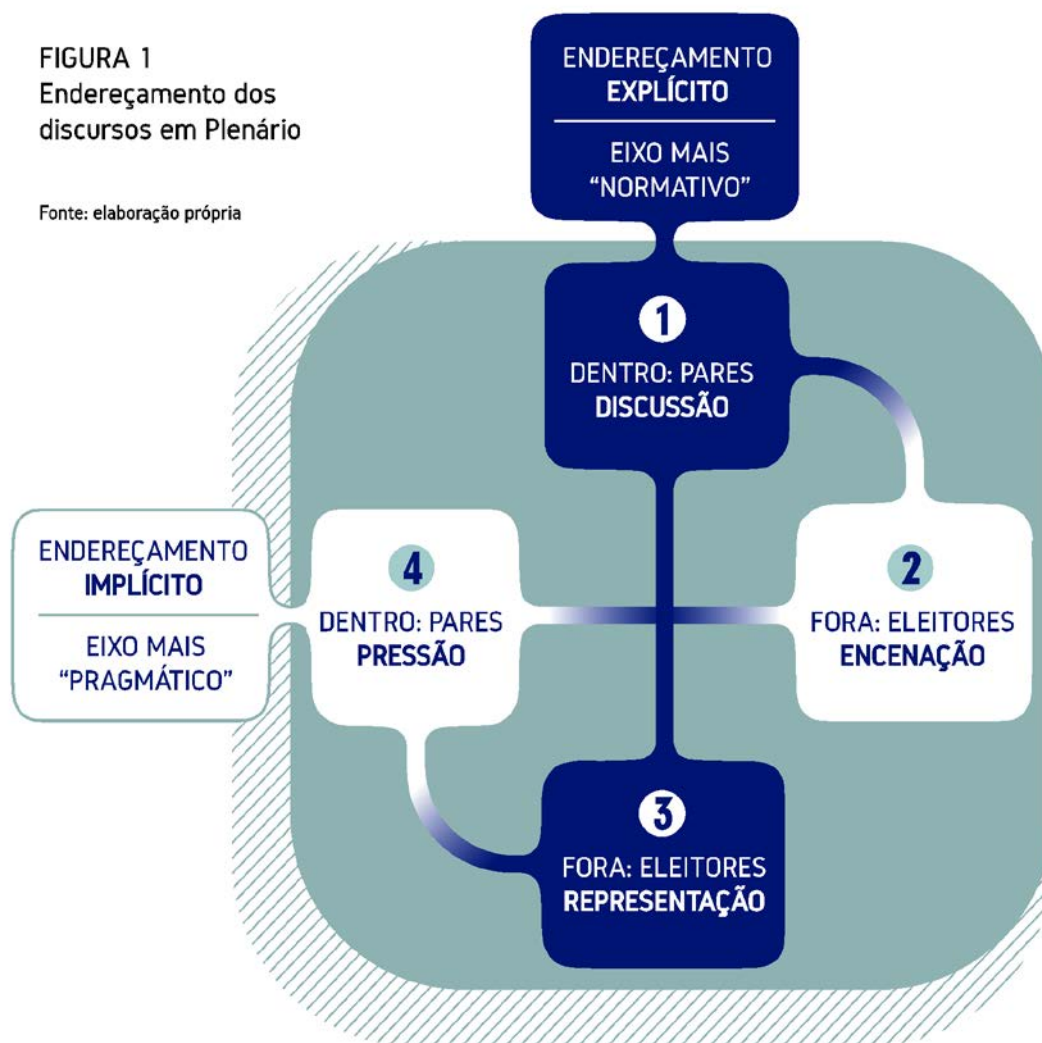 FIGURA 1
Endereçamento dos
discursos em Plenário
Fonte: elaboração própria
ENDEREÇAMENTO
EXPLÍCITO
EIXO MAIS
“NORMATIVO”
1
DENTRO: PARES
DISCUSSÃO
ENDEREÇAMENTO
IMPLÍCITO
EIXO MAIS
“PRAGMÁTICO”
4
DENTRO: PARES
PRESSÃO
2
FORA: ELEITORES
ENCENAÇÃO
3
FORA: ELEITORES
REPRESENTAÇÃO